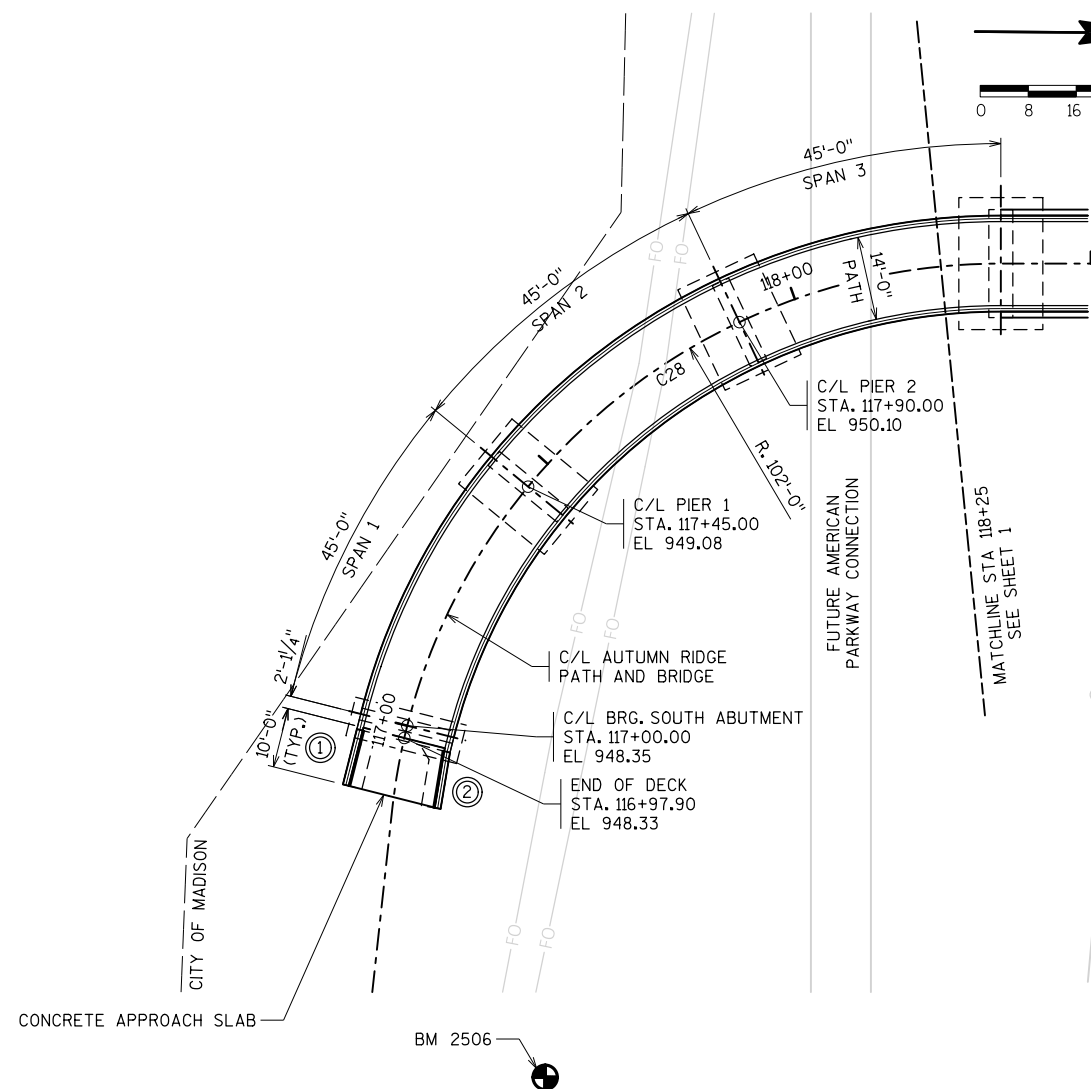 0 8 16
45'-0"
SPAN 3
45'-0"
SPAN 2
FO
FO
118+00
14'-0"
PATH
C28
R. 102'-0"
C/L PIER 2
STA. 117+90.00
EL 950.10
45'-0"
SPAN 1
C/L PIER 1
STA. 117+45.00
EL 949.08
FUTURE AMERICAN
PARKWAY CONNECTION
MATCHLINE STA 118+25
SEE SHEET 1
FO
FO
C/L AUTUMN RIDGE
PATH AND BRIDGE
2'-1 1/4"
10'-0"
(TYP.)
1
117+00
C/L BRG. SOUTH ABUTMENT
STA. 117+00.00
EL 948.35
2
END OF DECK
STA. 116+97.90
EL 948.33
CITY OF MADISON
FO
FO
CONCRETE APPROACH SLAB
BM 2506